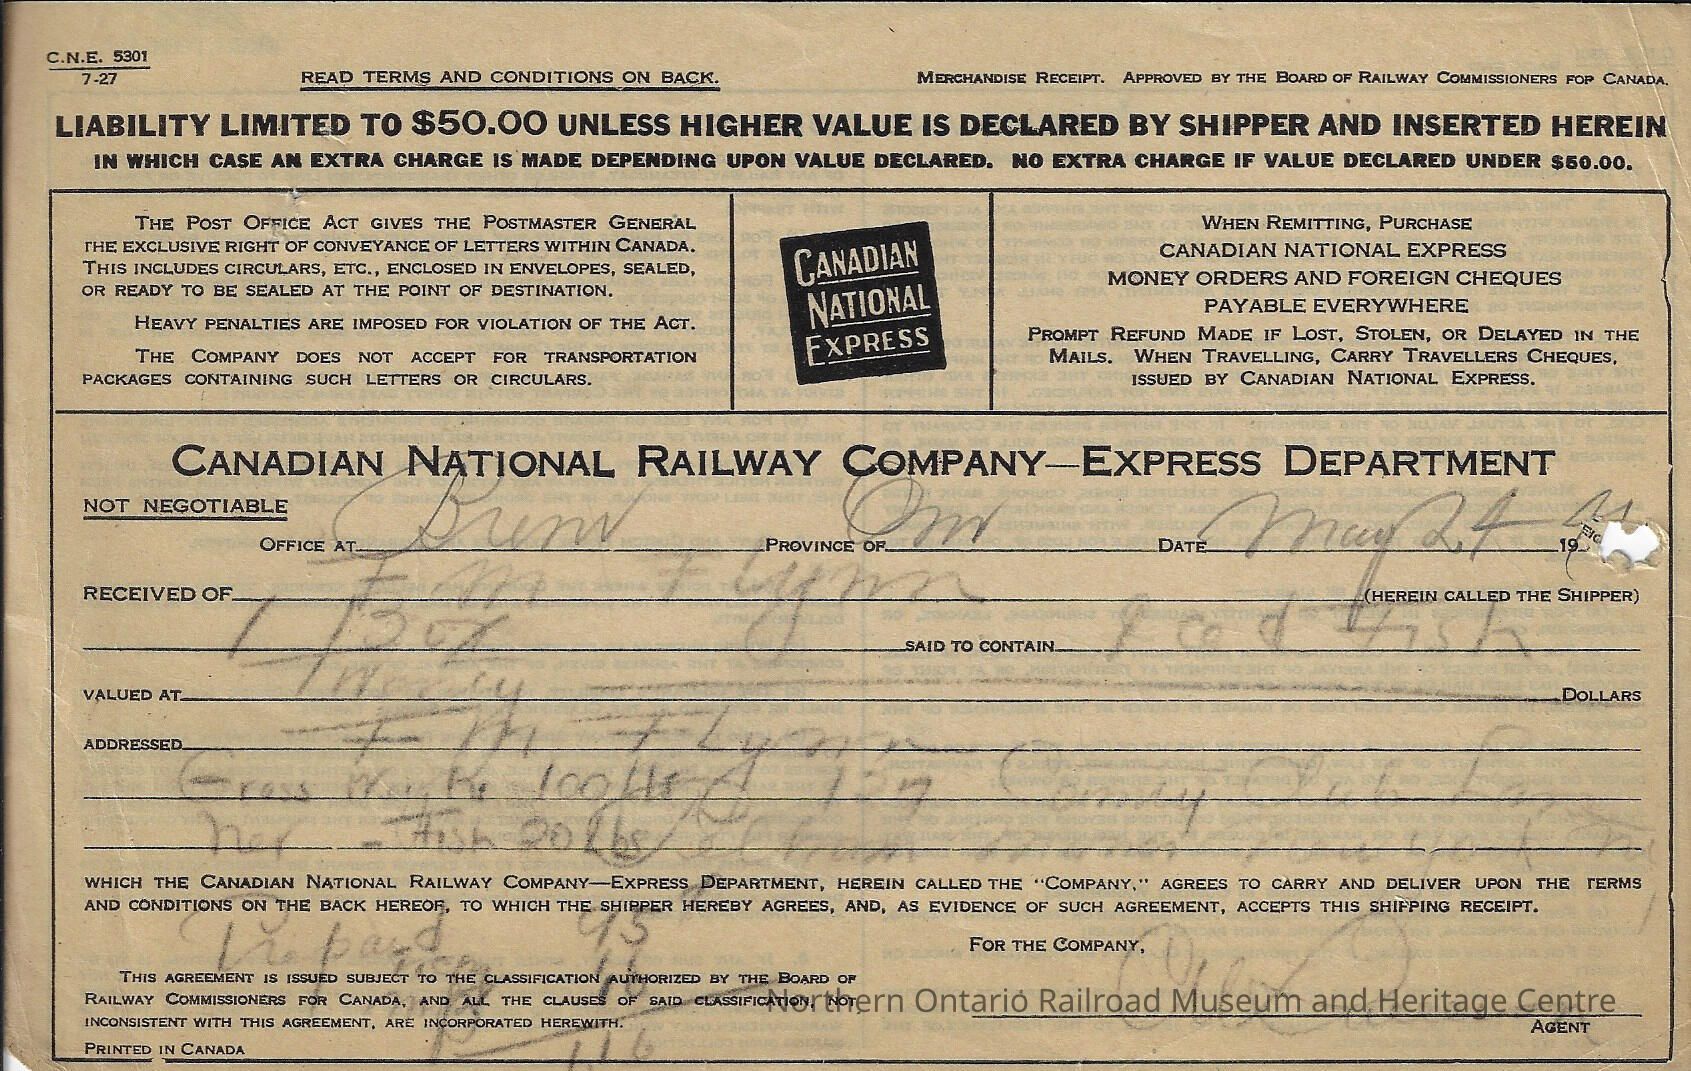 C.N.E. 5301
7-27
READ TERMS AND CONDITIONS ON BACK.
MERCHANDISE RECEIPT. APPROVED BY THE BOARD OF RAILWAY COMMISSIONERS FOR CANADA.
LIABILITY LIMITED TO $50.00 UNLESS HIGHER VALUE IS DECLARED BY SHIPPER AND INSERTED HEREIN
IN WHICH CASE AN EXTRA CHARGE IS MADE DEPENDING UPON VALUE DECLARED. NO EXTRA CHARGE IF VALUE DECLARED UNDER $50.00.
THE POST OFFICE ACT GIVES THE POSTMASTER GENERAL
THE EXCLUSIVE RIGHT OF CONVEYANCE OF LETTERS WITHIN CANADA.
THIS INCLUDES CIRCULARS, ETC., ENCLOSED IN ENVELOPES, SEALED,
OR READY TO BE SEALED AT THE POINT OF DESTINATION.
HEAVY PENALTIES ARE IMPOSED FOR VIOLATION OF THE ACT.
THE COMPANY DOES NOT ACCEPT FOR TRANSPORTATION
PACKAGES CONTAINING SUCH LETTERS OR CIRCULARS.
CANADIAN
NATIONAL
EXPRESS
WHEN REMITTING, PURCHASE
CANADIAN NATIONAL EXPRESS
MONEY ORDERS AND FOREIGN CHEQUES
PAYABLE EVERYWHERE
PROMPT REFUND MADE IF LOST, STOLEN, OR DELAYED IN THE
MAILS. WHEN TRAVELLING, CARRY TRAVELLERS CHEQUES,
ISSUED BY CANADIAN NATIONAL EXPRESS.
CANADIAN NATIONAL RAILWAY COMPANY—EXPRESS DEPARTMENT
NOT NEGOTIABLE
OFFICE AT Brent PROVINCE OF Ont DATE May 24 19
RECEIVED OF F M Flynn (HEREIN CALLED THE SHIPPER)
1 Box SAID TO CONTAIN Iced Fish
VALUED AT DOLLARS
ADDRESSED F M Flynn
Gross 100 127 Country Club Lane
Fish 20 Lbs Pelham Manor New York
WHICH THE CANADIAN NATIONAL RAILWAY COMPANY—EXPRESS DEPARTMENT, HEREIN CALLED THE "COMPANY," AGREES TO CARRY AND DELIVER UPON THE TERMS
AND CONDITIONS ON THE BACK HEREOF, TO WHICH THE SHIPPER HEREBY AGREES, AND, AS EVIDENCE OF SUCH AGREEMENT, ACCEPTS THIS SHIPPING RECEIPT.
Prepaid 95
FOR THE COMPANY,
THIS AGREEMENT IS ISSUED SUBJECT TO THE CLASSIFICATION AUTHORIZED BY THE BOARD OF
RAILWAY COMMISSIONERS FOR CANADA, AND ALL THE CLAUSES OF SAID CLASSIFICATION, NOT
INCONSISTENT WITH THIS AGREEMENT, ARE INCORPORATED HEREWITH.
Northern Ontario Railroad Museum and Heritage Centre
AGENT
PRINTED IN CANADA